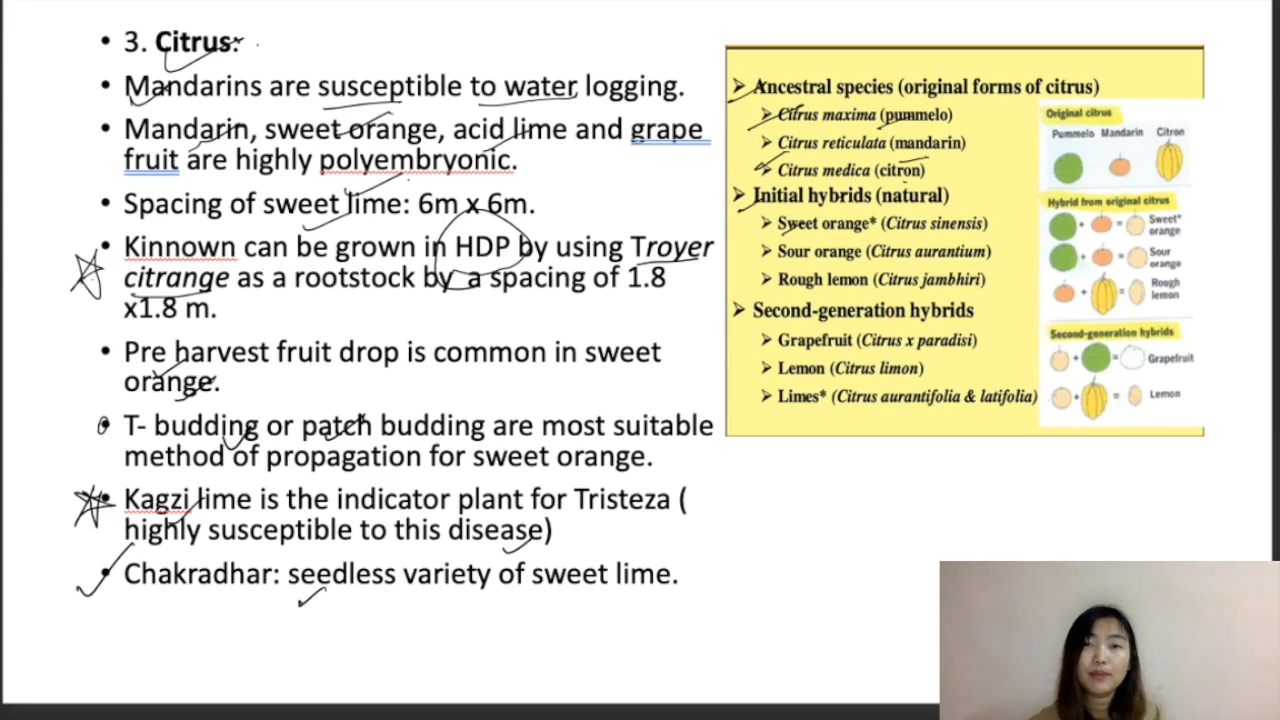 3. Citrus:
Mandarins are susceptible to water logging.
Mandarin, sweet orange, acid lime and grape
fruit are highly polyembryonic.
Spacing of sweet lime: 6m x 6m.
Kinnown can be grown in HDP by using Troyer
citrange as a rootstock by a spacing of 1.8
x1.8 m.
Pre harvest fruit drop is common in sweet
orange.
T- budding or patch budding are most suitable
method of propagation for sweet orange.
Kagzi lime is the indicator plant for Tristeza (
highly susceptible to this disease)
Chakradhar: seedless variety of sweet lime.
Ancestral species (original forms of citrus)
Citrus maxima (pummelo)
Citrus reticulata (mandarin)
Citrus medica (citron)
Initial hybrids (natural)
Sweet orange* (Citrus sinensis)
Sour orange (Citrus aurantium)
Rough lemon (Citrus jambhiri)
Second-generation hybrids
Grapefruit (Citrus x paradisi)
Lemon (Citrus limon)
Limes* (Citrus aurantifolia & latifolia)
Original citrus
Pummelo Mandarin Citron
Hybrid from original citrus
+ = Sweet*
orange
+ = Sour
orange
+ = Rough
lemon
Second-generation hybrids
+ = Grapefruit
+ = Lemon